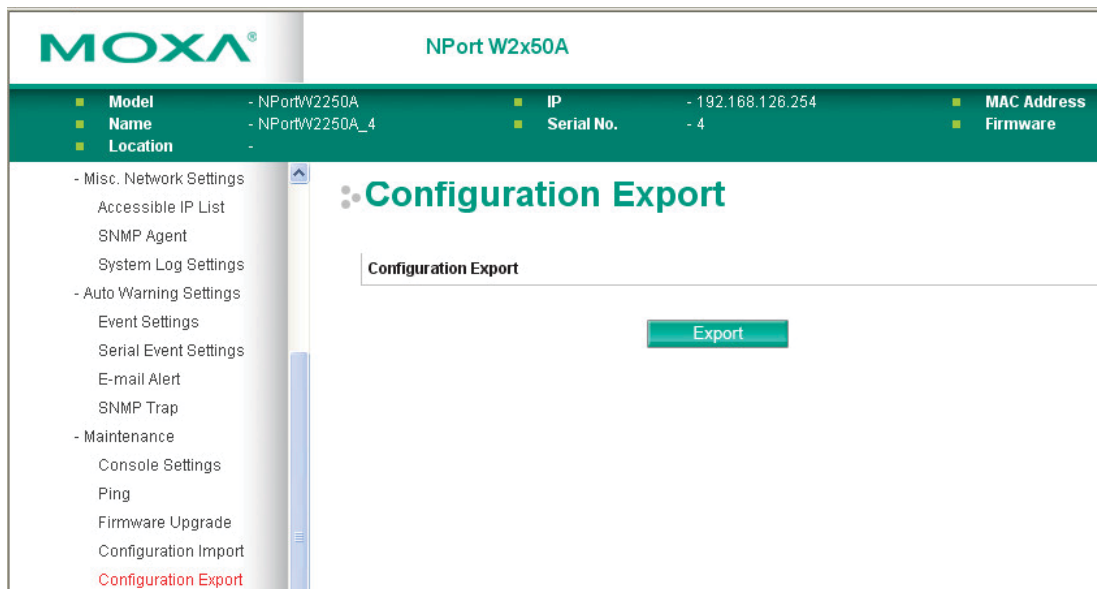 MOXA®
NPort W2x50A
Model - NPortW2250A IP - 192.168.126.254 MAC Address
Name - NPortW2250A_4 Serial No. - 4 Firmware
Location -
- Misc. Network Settings
Accessible IP List
SNMP Agent
System Log Settings
- Auto Warning Settings
Event Settings
Serial Event Settings
E-mail Alert
SNMP Trap
- Maintenance
Console Settings
Ping
Firmware Upgrade
Configuration Import
Configuration Export
Configuration Export
Configuration Export
Export